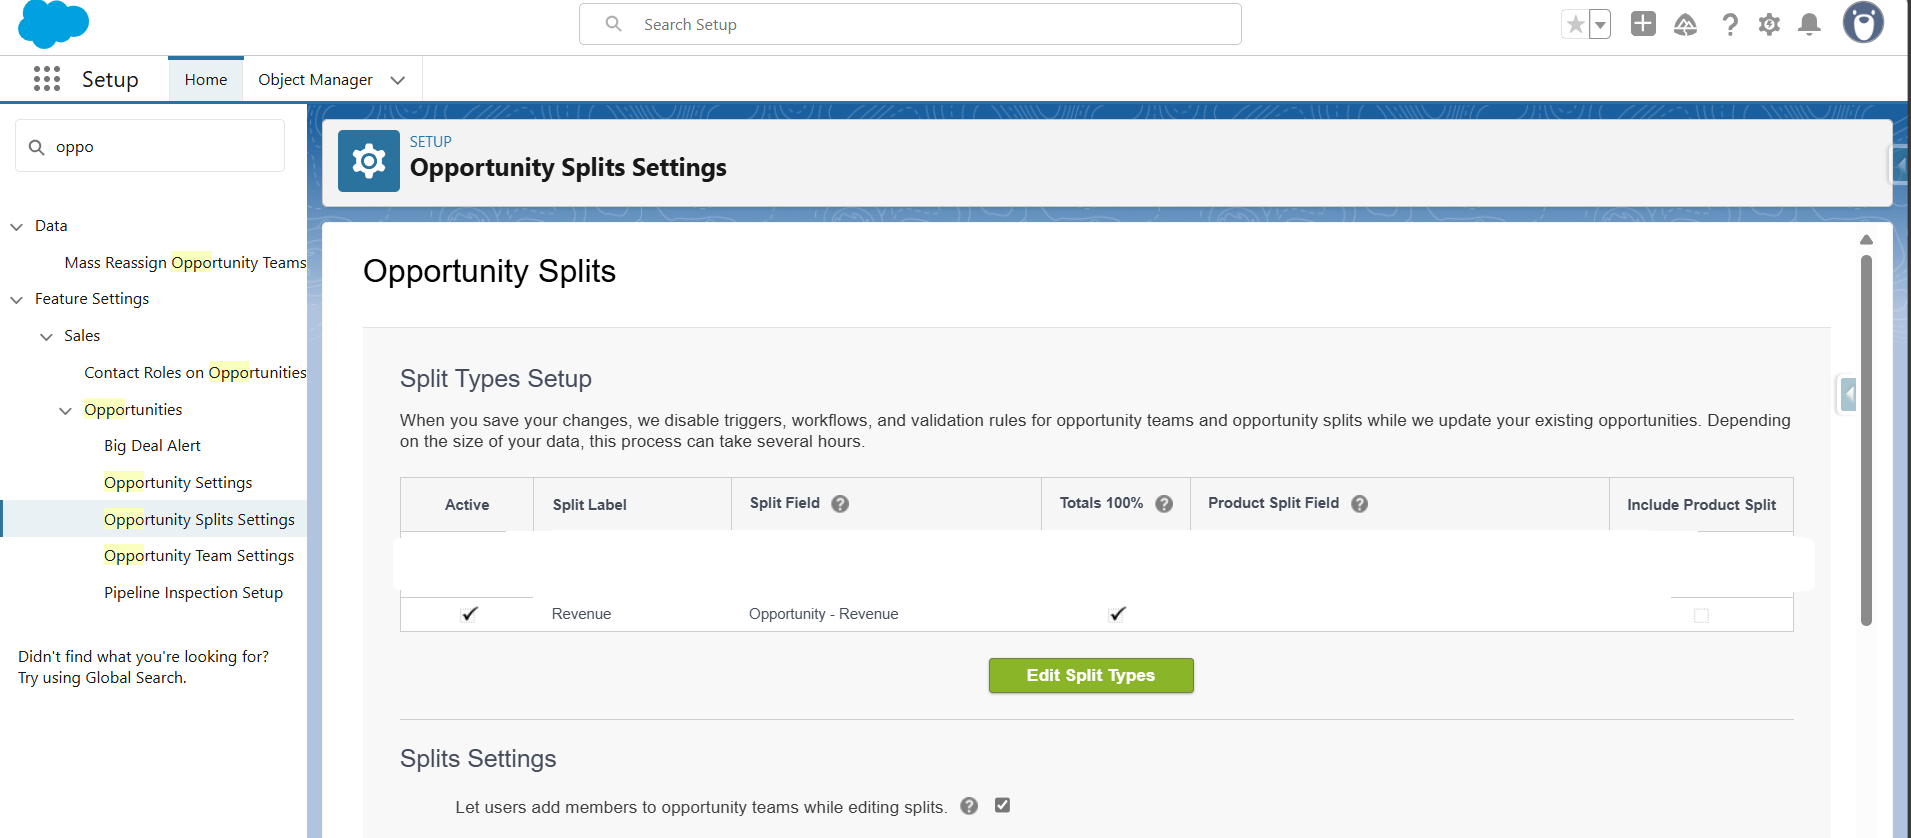 Search Setup
Setup
Home
Object Manager
oppo
Data
Mass Reassign Opportunity Teams
Feature Settings
Sales
Contact Roles on Opportunities
Opportunities
Big Deal Alert
Opportunity Settings
Opportunity Splits Settings
Opportunity Team Settings
Pipeline Inspection Setup
Didn't find what you're looking for?
Try using Global Search.
SETUP
Opportunity Splits Settings
Opportunity Splits
Split Types Setup
When you save your changes, we disable triggers, workflows, and validation rules for opportunity teams and opportunity splits while we update your existing opportunities. Depending
on the size of your data, this process can take several hours.
Active Split Label Split Field ? Totals 100% ? Product Split Field ? Include Product Split
Revenue Opportunity - Revenue
Edit Split Types
Splits Settings
Let users add members to opportunity teams while editing splits. ?